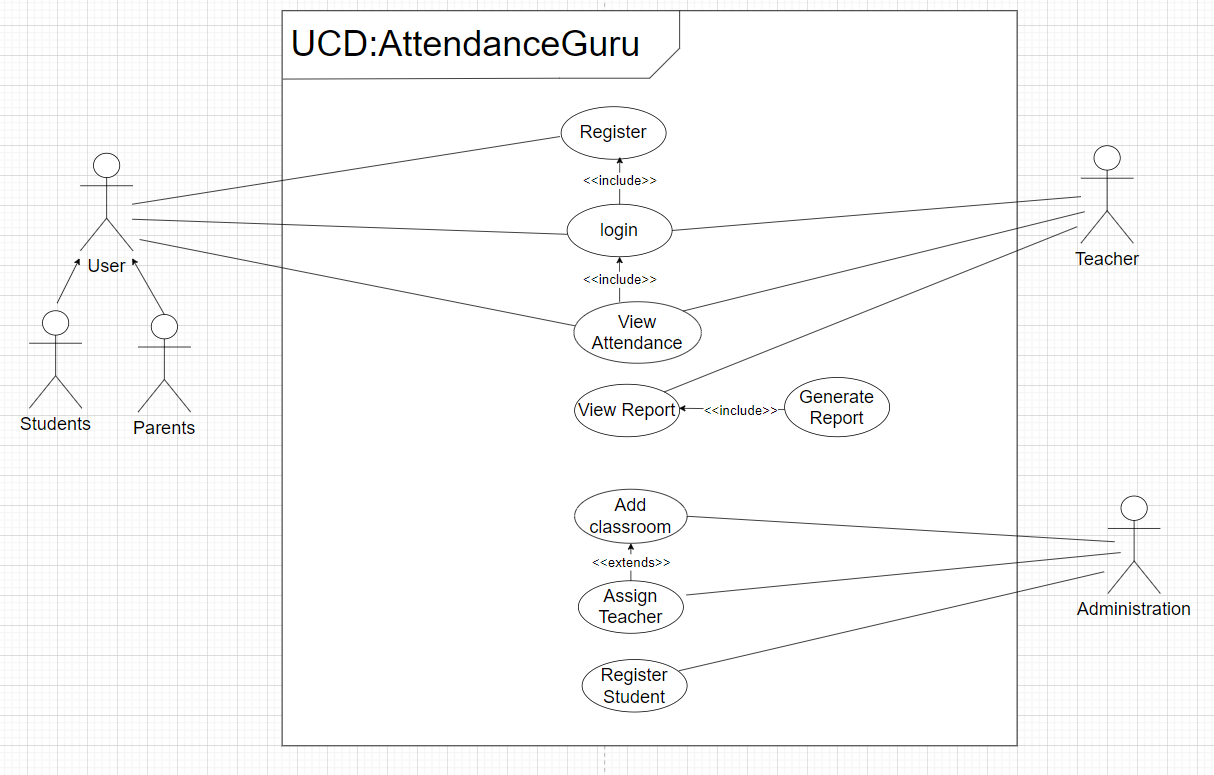 UCD:AttendanceGuru
Register
<<include>>
login
<<include>>
View
Attendance
View Report
<<include>>
Generate
Report
Add
classroom
<<extends>>
Assign
Teacher
Register
Student
User
Students
Parents
Teacher
Administration